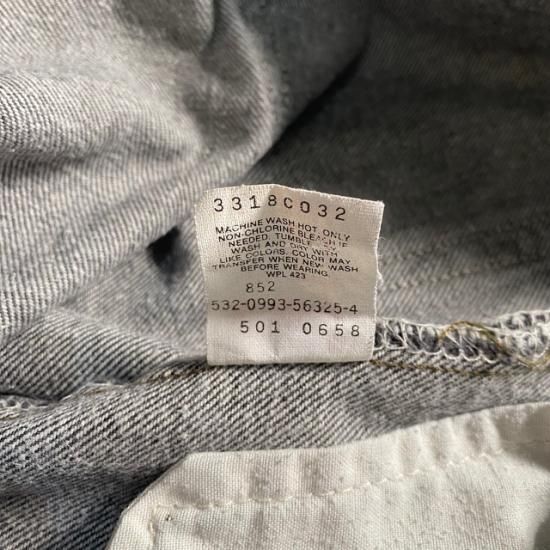 3318C032
MACHINE WASH HOT, ONLY
NON-CHLORINE BLEACH IF
NEEDED. TUMBLE
WASH AND DRY WITH
LIKE COLORS. COLOR MAY
TRANSFER WHEN NEW. WASH
BEFORE WEARING.
WPL 423
852
532-0993-56325-4
501 0658